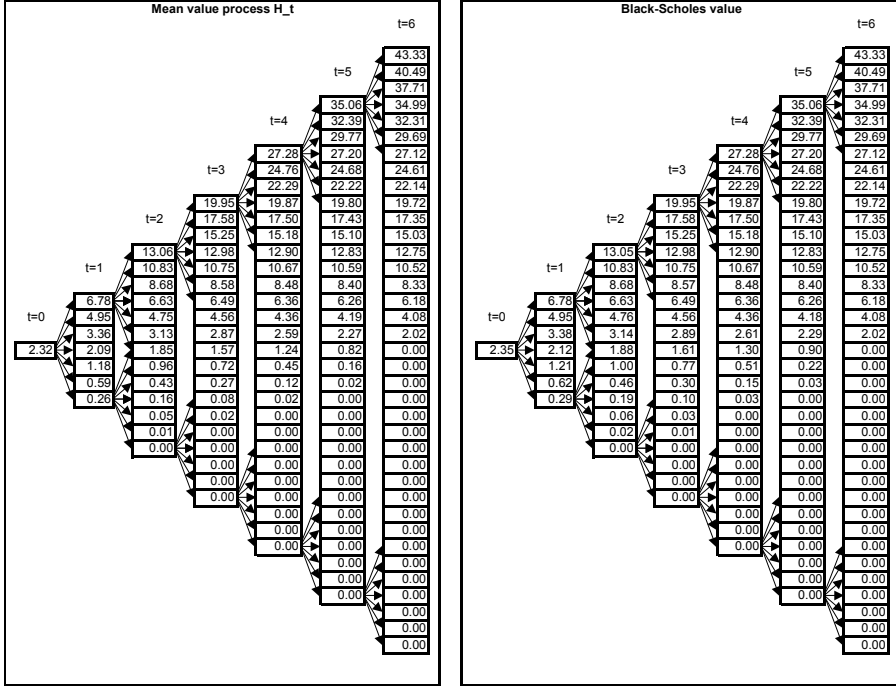 Mean value process H_t
t=6
43.33
t=5 40.49
37.71
35.06 34.99
t=4 32.39 32.31
29.77 29.69
27.28 27.20 27.12
t=3 24.76 24.68 24.61
22.29 22.22 22.14
19.95 19.87 19.80 19.72
t=2 17.58 17.50 17.43 17.35
15.25 15.18 15.10 15.03
13.06 12.98 12.90 12.83 12.75
t=1 10.83 10.75 10.67 10.59 10.52
8.68 8.58 8.48 8.40 8.33
6.78 6.63 6.49 6.36 6.26 6.18
t=0 4.95 4.75 4.56 4.36 4.19 4.08
3.36 3.13 2.87 2.59 2.27 2.02
2.32 2.09 1.85 1.57 1.24 0.82 0.00
1.18 0.96 0.72 0.45 0.16 0.00
0.59 0.43 0.27 0.12 0.02 0.00
0.26 0.16 0.08 0.02 0.00 0.00
0.05 0.02 0.00 0.00 0.00
0.01 0.00 0.00 0.00 0.00
0.00 0.00 0.00 0.00 0.00
0.00 0.00 0.00 0.00
0.00 0.00 0.00 0.00
0.00 0.00 0.00 0.00
0.00 0.00 0.00
0.00 0.00 0.00
0.00 0.00 0.00
0.00 0.00
0.00 0.00
0.00 0.00
0.00
0.00
0.00
Black-Scholes value
t=6
43.33
t=5 40.49
37.71
35.06 34.99
t=4 32.39 32.31
29.77 29.69
27.28 27.20 27.12
t=3 24.76 24.68 24.61
22.29 22.22 22.14
19.95 19.87 19.80 19.72
t=2 17.58 17.50 17.43 17.35
15.25 15.18 15.10 15.03
13.05 12.98 12.90 12.83 12.75
t=1 10.83 10.75 10.67 10.59 10.52
8.68 8.57 8.48 8.40 8.33
6.78 6.63 6.49 6.36 6.26 6.18
t=0 4.95 4.76 4.56 4.36 4.18 4.08
3.38 3.14 2.89 2.61 2.29 2.02
2.35 2.12 1.88 1.61 1.30 0.90 0.00
1.21 1.00 0.77 0.51 0.22 0.00
0.62 0.46 0.30 0.15 0.03 0.00
0.29 0.19 0.10 0.03 0.00 0.00
0.06 0.03 0.00 0.00 0.00
0.02 0.01 0.00 0.00 0.00
0.00 0.00 0.00 0.00 0.00
0.00 0.00 0.00 0.00
0.00 0.00 0.00 0.00
0.00 0.00 0.00 0.00
0.00 0.00 0.00
0.00 0.00 0.00
0.00 0.00 0.00
0.00 0.00
0.00 0.00
0.00 0.00
0.00
0.00
0.00